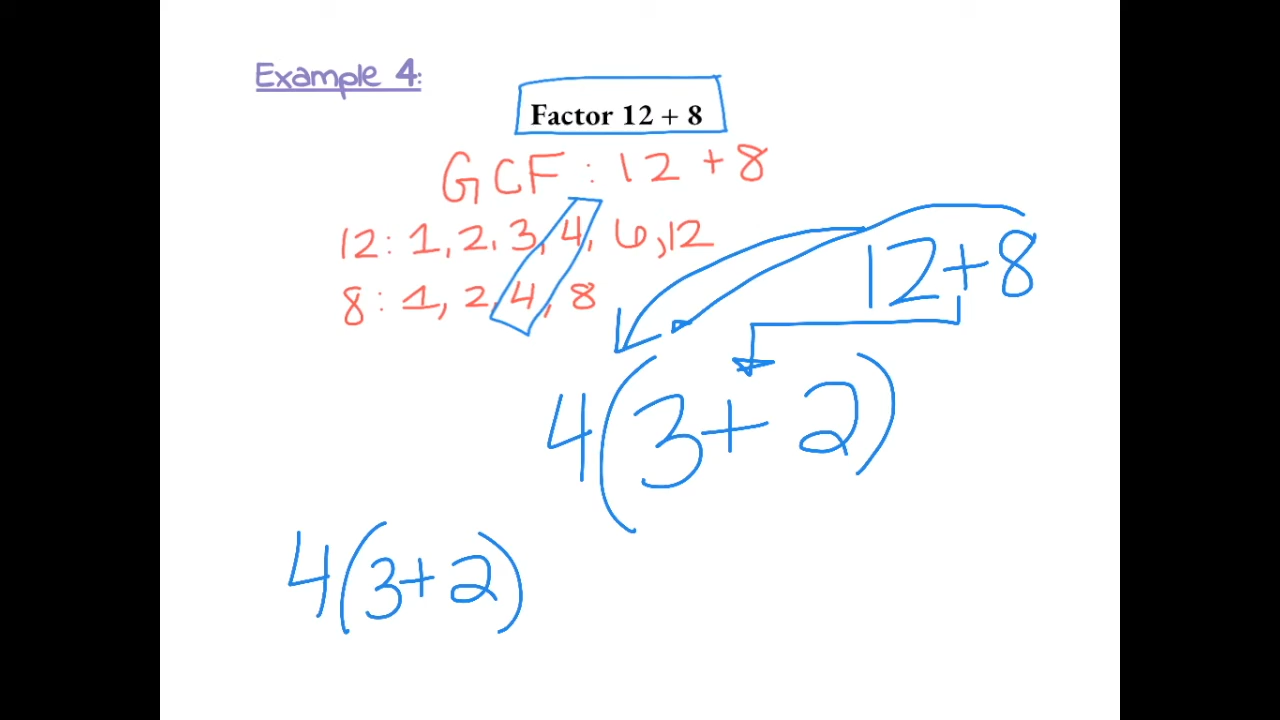 Example 4:
Factor 12 + 8
GCF : 12 + 8
12 : 1, 2, 3, 4, 6, 12
8 : 1, 2, 4, 8
12+8
4(3+ 2)
4(3+2)